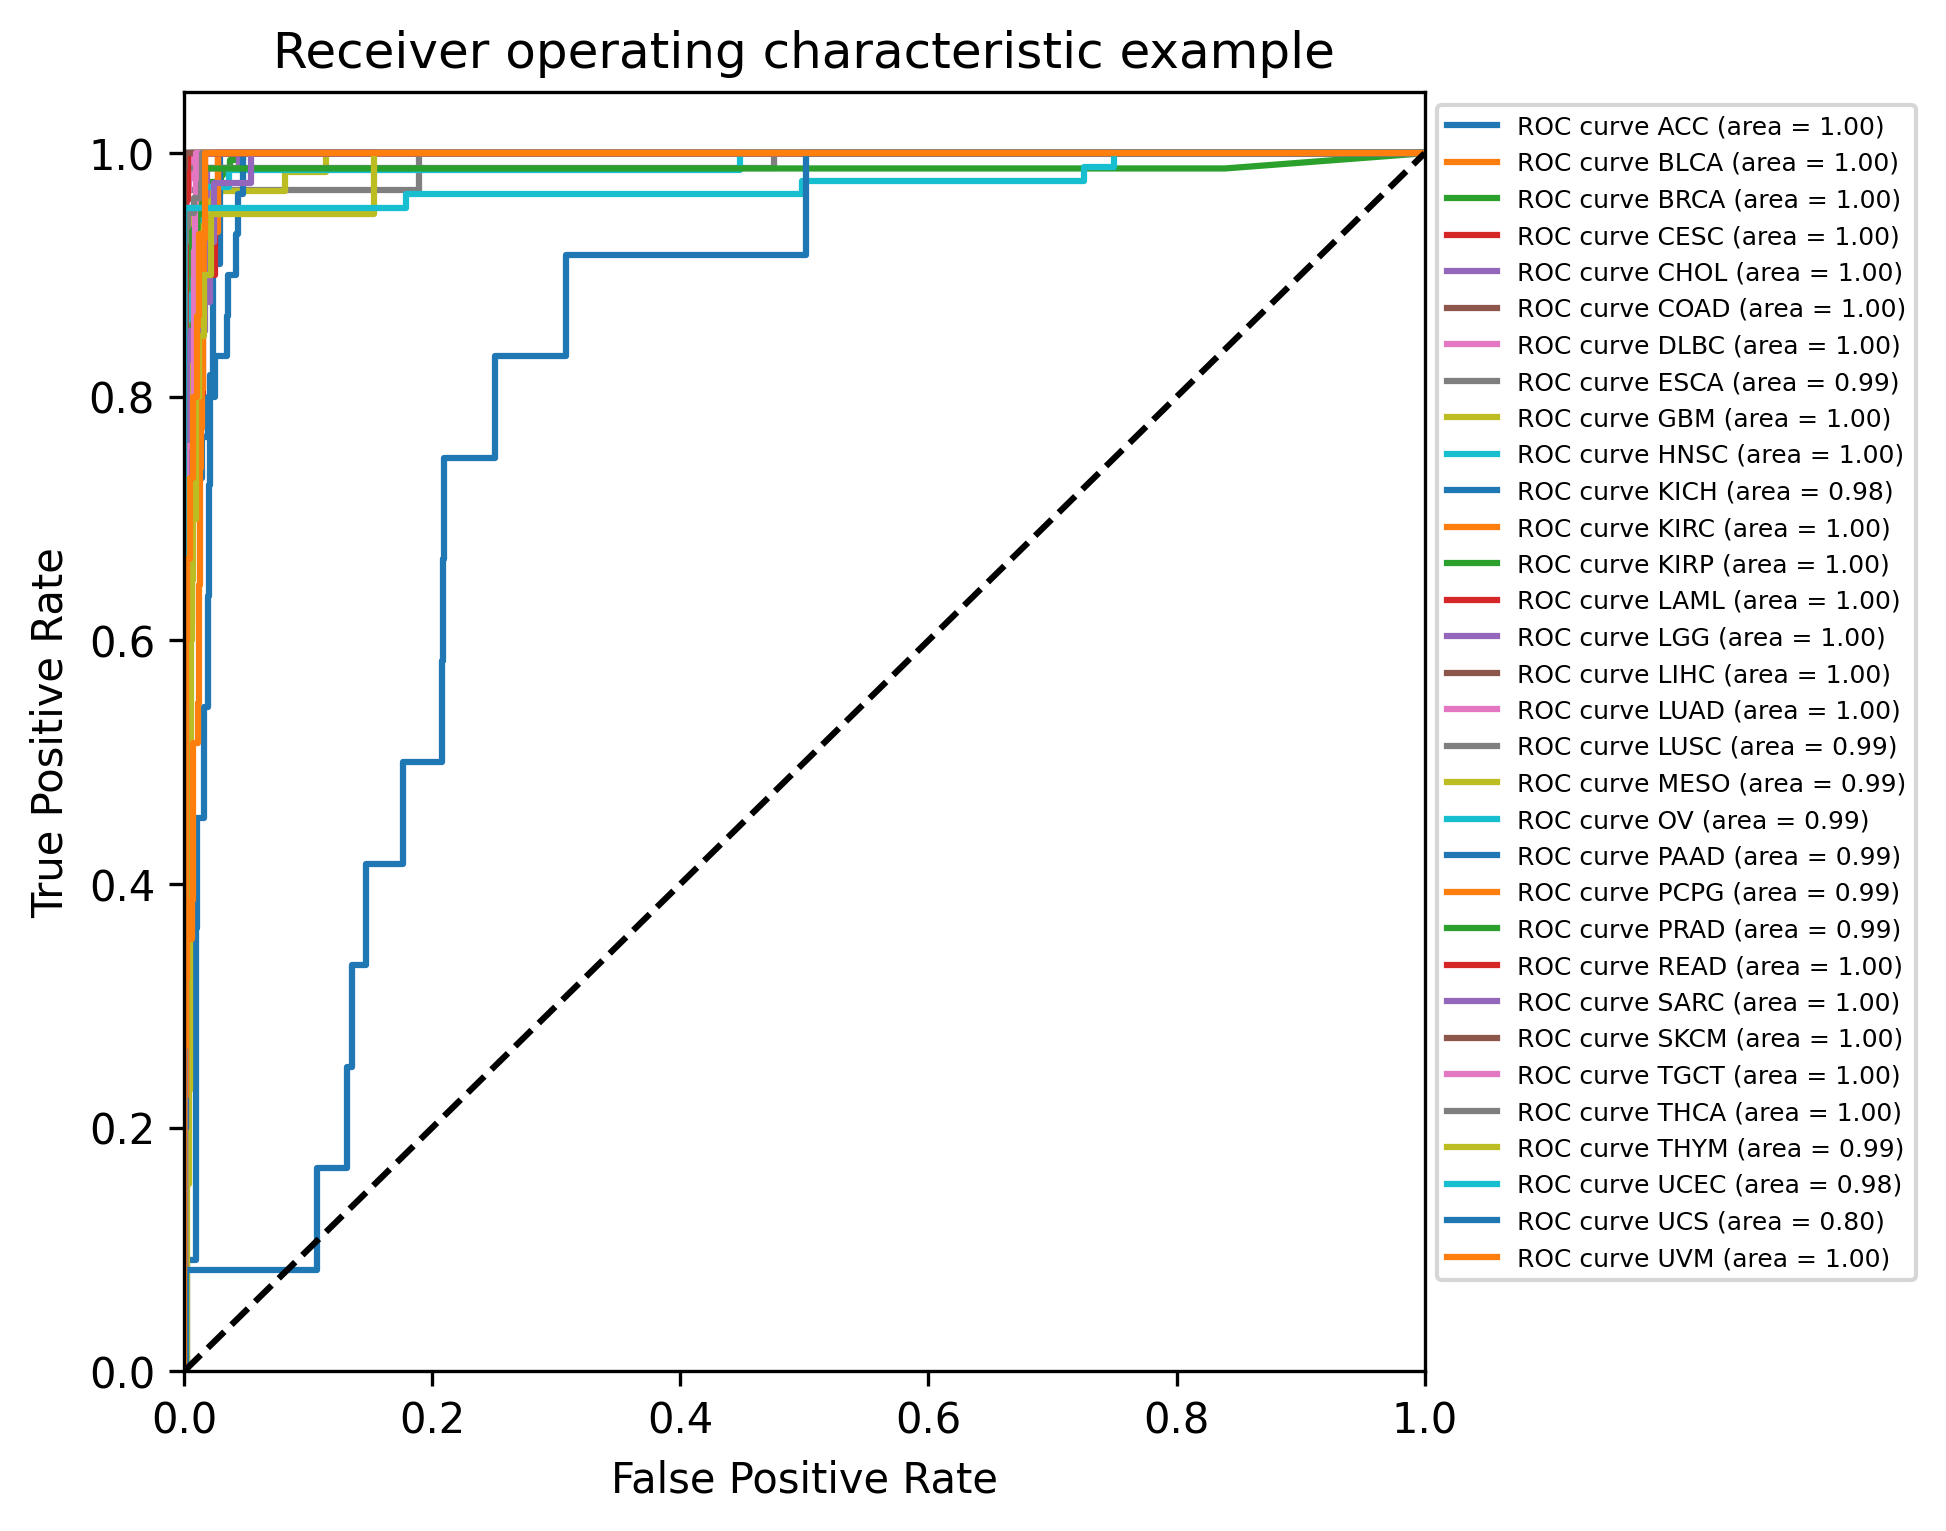 Receiver operating characteristic example
True Positive Rate
1.0
0.8
0.6
0.4
0.2
0.0
0.0 0.2 0.4 0.6 0.8 1.0
False Positive Rate
ROC curve ACC (area = 1.00)
ROC curve BLCA (area = 1.00)
ROC curve BRCA (area = 1.00)
ROC curve CESC (area = 1.00)
ROC curve CHOL (area = 1.00)
ROC curve COAD (area = 1.00)
ROC curve DLBC (area = 1.00)
ROC curve ESCA (area = 0.99)
ROC curve GBM (area = 1.00)
ROC curve HNSC (area = 1.00)
ROC curve KICH (area = 0.98)
ROC curve KIRC (area = 1.00)
ROC curve KIRP (area = 1.00)
ROC curve LAML (area = 1.00)
ROC curve LGG (area = 1.00)
ROC curve LIHC (area = 1.00)
ROC curve LUAD (area = 1.00)
ROC curve LUSC (area = 0.99)
ROC curve MESO (area = 0.99)
ROC curve OV (area = 0.99)
ROC curve PAAD (area = 0.99)
ROC curve PCPG (area = 0.99)
ROC curve PRAD (area = 0.99)
ROC curve READ (area = 1.00)
ROC curve SARC (area = 1.00)
ROC curve SKCM (area = 1.00)
ROC curve TGCT (area = 1.00)
ROC curve THCA (area = 1.00)
ROC curve THYM (area = 0.99)
ROC curve UCEC (area = 0.98)
ROC curve UCS (area = 0.80)
ROC curve UVM (area = 1.00)